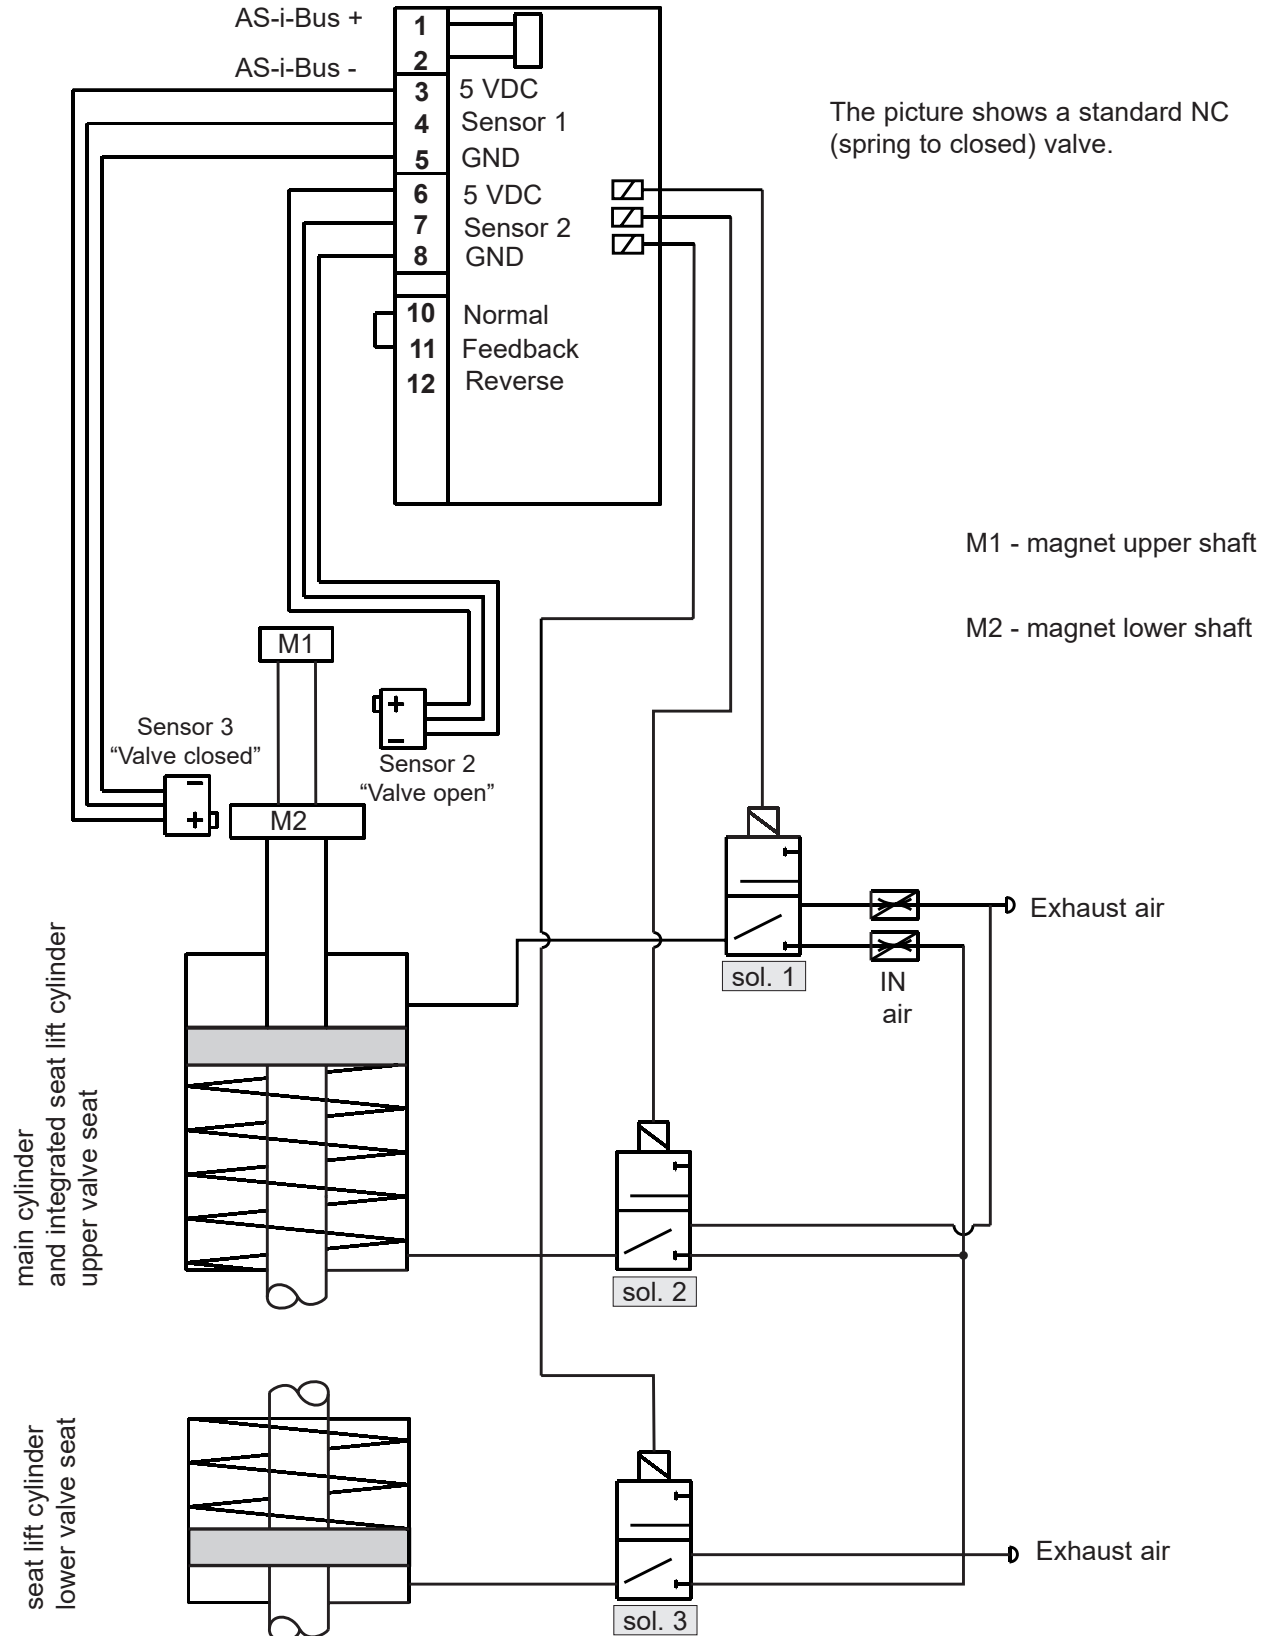 AS-i-Bus +
AS-i-Bus -
1
2
3 5 VDC
4 Sensor 1
5 GND
6 5 VDC
7 Sensor 2
8 GND
10 Normal
11 Feedback
12 Reverse
The picture shows a standard NC
(spring to closed) valve.
M1 - magnet upper shaft
M2 - magnet lower shaft
M1
Sensor 3
“Valve closed”
Sensor 2
“Valve open”
+
−
−
+
M2
Exhaust air
IN
air
sol. 1
main cylinder
and integrated seat lift cylinder
upper valve seat
sol. 2
seat lift cylinder
lower valve seat
Exhaust air
sol. 3